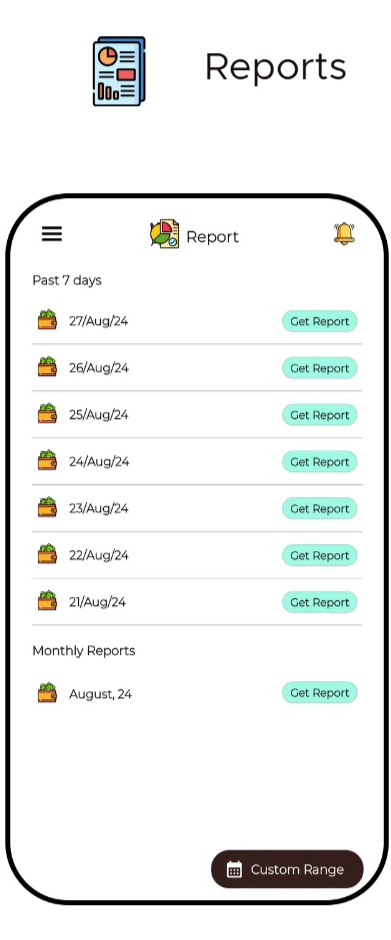 Reports
Report
Past 7 days
27/Aug/24 Get Report
26/Aug/24 Get Report
25/Aug/24 Get Report
24/Aug/24 Get Report
23/Aug/24 Get Report
22/Aug/24 Get Report
21/Aug/24 Get Report
Monthly Reports
August, 24 Get Report
Custom Range